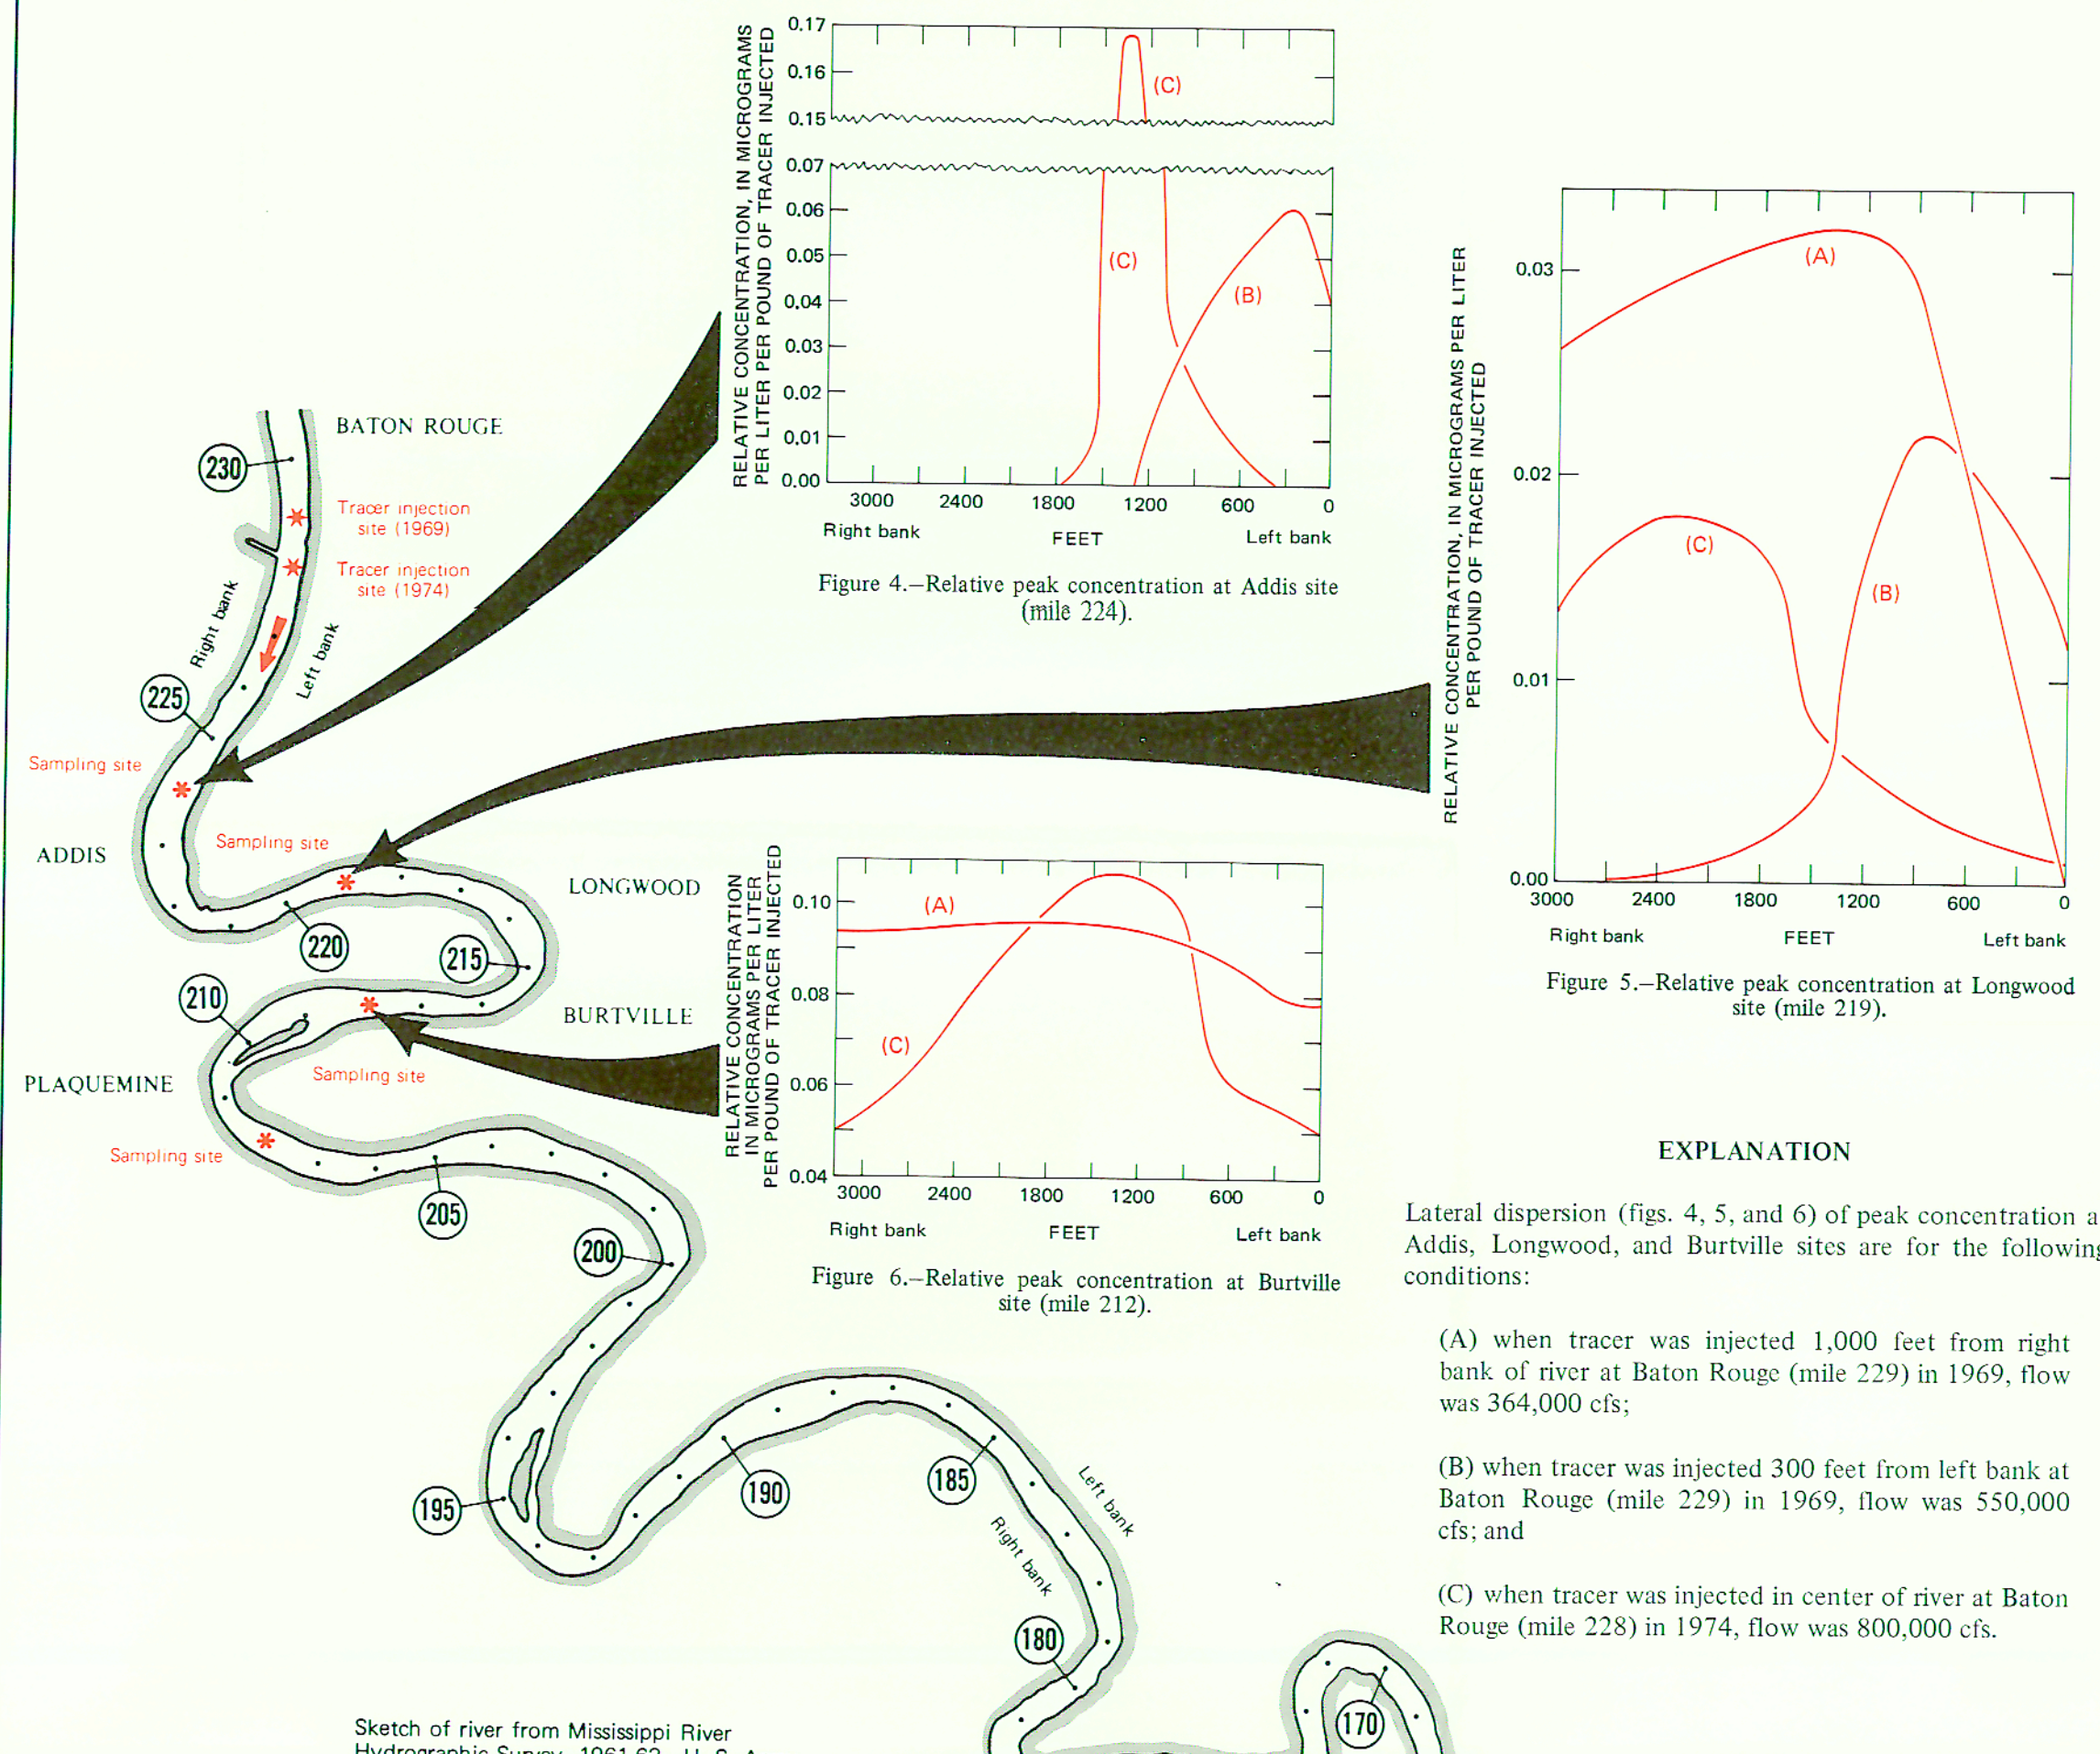 RELATIVE CONCENTRATION, IN MICROGRAMS
PER LITER PER POUND OF TRACER INJECTED
0.17
0.16
0.15
0.07
0.06
0.05
0.04
0.03
0.02
0.01
0.00
(C)
(C)
(B)
3000 2400 1800 1200 600 0
Right bank FEET Left bank
Figure 4.—Relative peak concentration at Addis site
(mile 224).
RELATIVE CONCENTRATION, IN MICROGRAMS PER LITER
PER POUND OF TRACER INJECTED
0.03
0.02
0.01
0.00
(A)
(C)
(B)
3000 2400 1800 1200 600 0
Right bank FEET Left bank
Figure 5.—Relative peak concentration at Longwood
site (mile 219).
BATON ROUGE
230
Tracer injection
site (1969)
Tracer injection
site (1974)
Right bank
Left bank
225
Sampling site
ADDIS
Sampling site
LONGWOOD
220
215
210
BURTVILLE
PLAQUEMINE
Sampling site
Sampling site
205
200
195
190
185
Left bank
Right bank
180
170
RELATIVE CONCENTRATION
IN MICROGRAMS PER LITER
PER POUND OF TRACER INJECTED
0.10
0.08
0.06
0.04
(A)
(C)
3000 2400 1800 1200 600 0
Right bank FEET Left bank
Figure 6.—Relative peak concentration at Burtville
site (mile 212).
EXPLANATION
Lateral dispersion (figs. 4, 5, and 6) of peak concentration a
Addis, Longwood, and Burtville sites are for the following
conditions:
(A) when tracer was injected 1,000 feet from right
bank of river at Baton Rouge (mile 229) in 1969, flow
was 364,000 cfs;
(B) when tracer was injected 300 feet from left bank at
Baton Rouge (mile 229) in 1969, flow was 550,000
cfs; and
(C) when tracer was injected in center of river at Baton
Rouge (mile 228) in 1974, flow was 800,000 cfs.
Sketch of river from Mississippi River
Hydrographic Survey, 1961-63, U. S. A